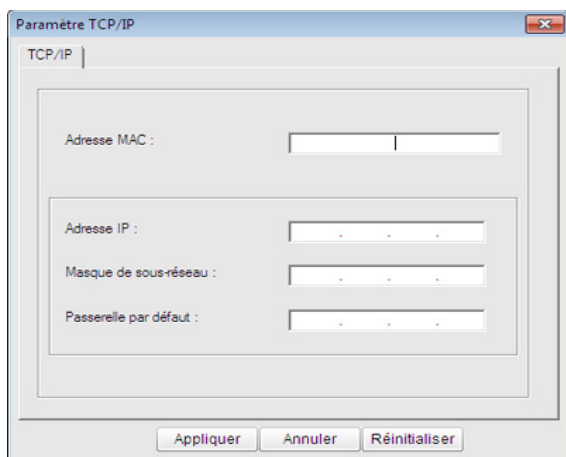 Paramètre TCP/IP
TCP/IP
Adresse MAC :
Adresse IP :
. . .
Masque de sous-réseau :
. . .
Passerelle par défaut :
. . .
Appliquer Annuler Réinitialiser